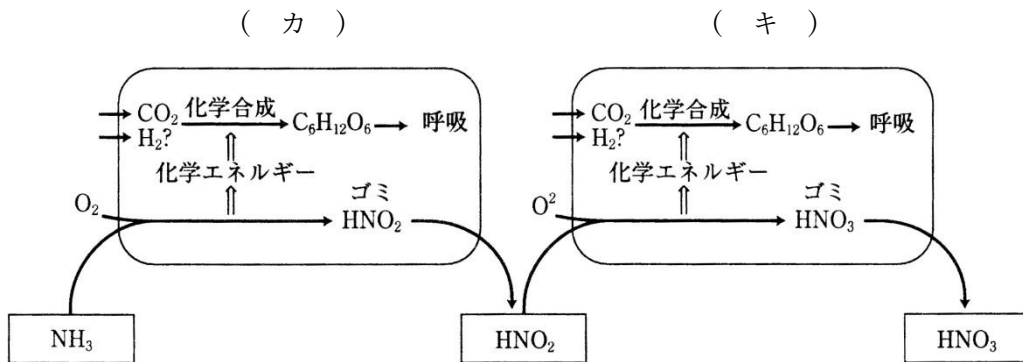 ( カ ) ( キ )
CO₂ 化学合成 C₆H₁₂O₆ 呼吸 CO₂ 化学合成 C₆H₁₂O₆ 呼吸
H₂? H₂?
化学エネルギー 化学エネルギー
ゴミ ゴミ
O₂ HNO₂ O² HNO₃
NH₃ HNO₂ HNO₃